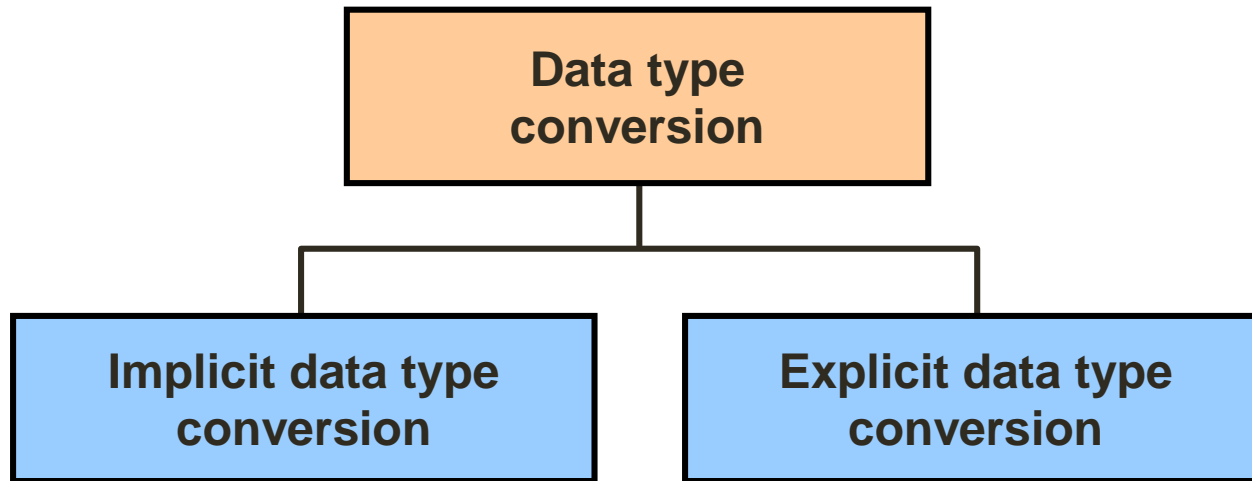 Data type
conversion
Implicit data type
conversion
Explicit data type
conversion